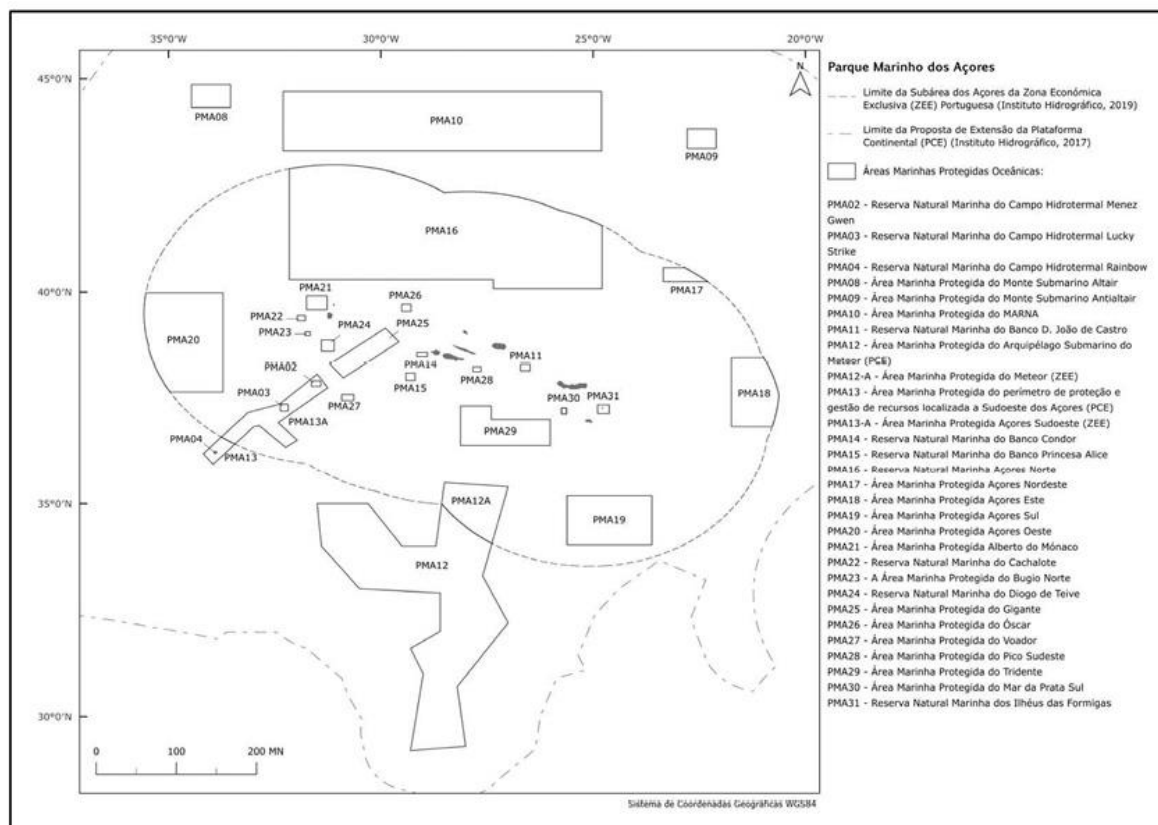 35°0'W 30°0'W 25°0'W 20°0'W
N
45°0'N
40°0'N
35°0'N
30°0'N
PMA08
PMA10
PMA09
PMA16
PMA17
PMA21
PMA26
PMA22
PMA24
PMA25
PMA23
PMA20
PMA02
PMA14
PMA11
PMA03
PMA15
PMA28
PMA18
PMA27
PMA30
PMA31
PMA13A
PMA29
PMA04
PMA13
PMA12A
PMA19
PMA12
0 100 200 MN
Sistema de Coordenadas Geográficas WGS84
Parque Marinho dos Açores
Limite da Subárea dos Açores da Zona Económica
Exclusiva (ZEE) Portuguesa (Instituto Hidrográfico, 2019)
Limite da Proposta de Extensão da Plataforma
Continental (PCE) (Instituto Hidrográfico, 2017)
Áreas Marinhas Protegidas Oceânicas:
PMA02 - Reserva Natural Marinha do Campo Hidrotermal Menez
Gwen
PMA03 - Reserva Natural Marinha do Campo Hidrotermal Lucky
Strike
PMA04 - Reserva Natural Marinha do Campo Hidrotermal Rainbow
PMA08 - Área Marinha Protegida do Monte Submarino Altair
PMA09 - Área Marinha Protegida do Monte Submarino Antialtair
PMA10 - Área Marinha Protegida do MARNA
PMA11 - Reserva Natural Marinha do Banco D. João de Castro
PMA12 - Área Marinha Protegida do Arquipélago Submarino do
Meteor (PCE)
PMA12-A - Área Marinha Protegida do Meteor (ZEE)
PMA13 - Área Marinha Protegida do perímetro de proteção e
gestão de recursos localizada a Sudoeste dos Açores (PCE)
PMA13-A - Área Marinha Protegida Açores Sudoeste (ZEE)
PMA14 - Reserva Natural Marinha do Banco Condor
PMA15 - Reserva Natural Marinha do Banco Princesa Alice
PMA16 - Reserva Natural Marinha Açores Norte
PMA17 - Área Marinha Protegida Açores Nordeste
PMA18 - Área Marinha Protegida Açores Este
PMA19 - Área Marinha Protegida Açores Sul
PMA20 - Área Marinha Protegida Açores Oeste
PMA21 - Área Marinha Protegida Alberto do Mónaco
PMA22 - Reserva Natural Marinha do Cachalote
PMA23 - A Área Marinha Protegida do Bugio Norte
PMA24 - Reserva Natural Marinha do Diogo de Teive
PMA25 - Área Marinha Protegida do Gigante
PMA26 - Área Marinha Protegida do Óscar
PMA27 - Área Marinha Protegida do Voador
PMA28 - Área Marinha Protegida do Pico Sudeste
PMA29 - Área Marinha Protegida do Tridente
PMA30 - Área Marinha Protegida do Mar da Prata Sul
PMA31 - Reserva Natural Marinha dos Ilhéus das Formigas